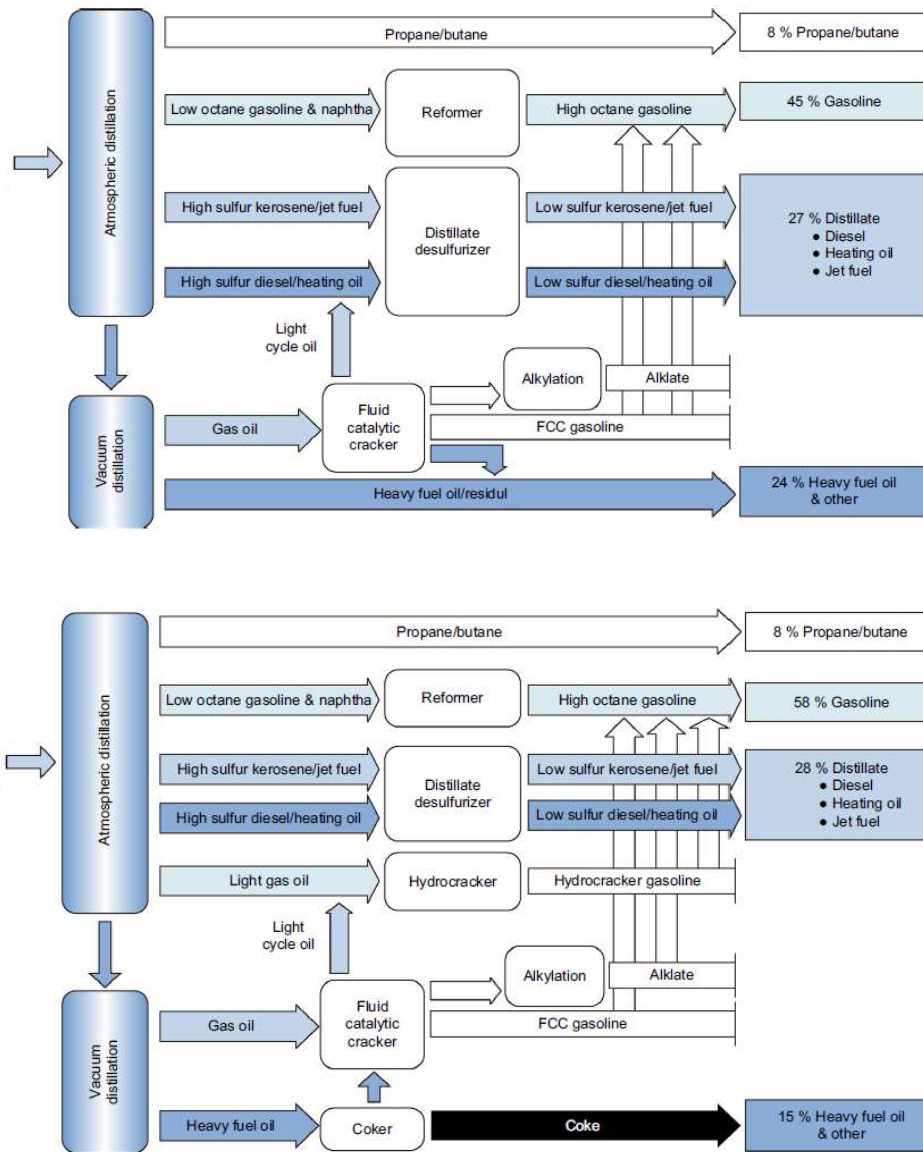 Propane/butane
8 % Propane/butane
Atmospheric distillation
Low octane gasoline & naphtha
Reformer
High octane gasoline
45 % Gasoline
High sulfur kerosene/jet fuel
Distillate
desulfurizer
Low sulfur kerosene/jet fuel
27 % Distillate
● Diesel
● Heating oil
● Jet fuel
High sulfur diesel/heating oil
Low sulfur diesel/heating oil
Light
cycle oil
Alkylation
Alklate
Vacuum
distillation
Gas oil
Fluid
catalytic
cracker
FCC gasoline
Heavy fuel oil/residul
24 % Heavy fuel oil
& other
Propane/butane
8 % Propane/butane
Atmospheric distillation
Low octane gasoline & naphtha
Reformer
High octane gasoline
58 % Gasoline
High sulfur kerosene/jet fuel
Distillate
desulfurizer
Low sulfur kerosene/jet fuel
28 % Distillate
● Diesel
● Heating oil
● Jet fuel
High sulfur diesel/heating oil
Low sulfur diesel/heating oil
Light gas oil
Hydrocracker
Hydrocracker gasoline
Light
cycle oil
Alkylation
Alklate
Vacuum
distillation
Gas oil
Fluid
catalytic
cracker
FCC gasoline
Heavy fuel oil
Coker
Coke
15 % Heavy fuel oil
& other